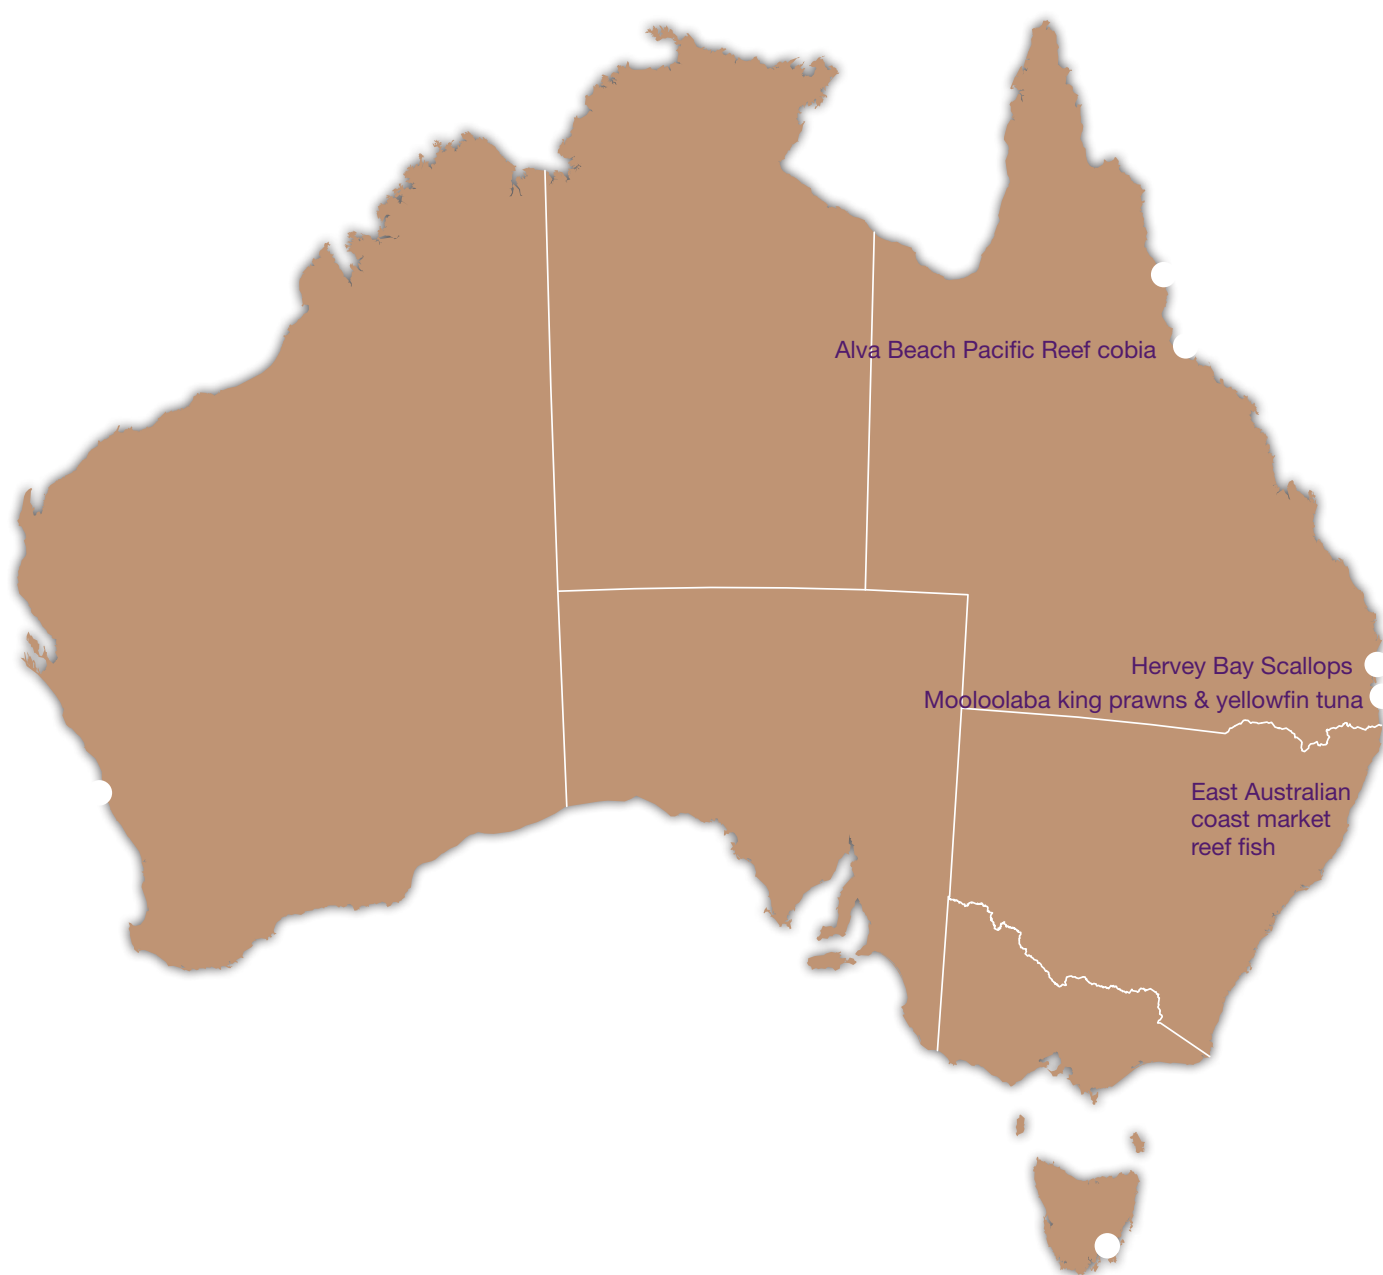 Alva Beach Pacific Reef cobia
Hervey Bay Scallops
Mooloolaba king prawns & yellowfin tuna
East Australian
coast market
reef fish